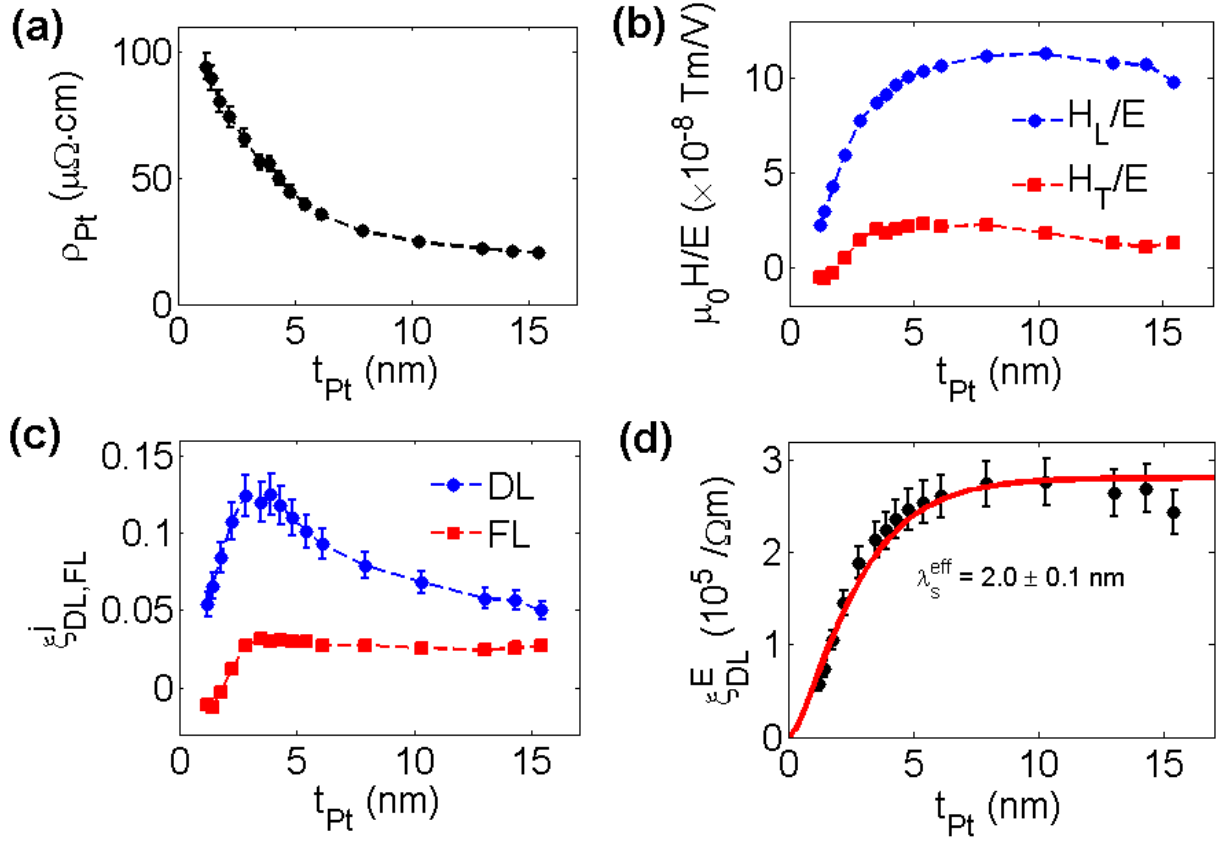 (a)
100
50
0
ρPt (μΩ·cm)
0 5 10 15
tPt (nm)
(b)
10
5
0
μ0H/E (×10-8 Tm/V)
HL/E
HT/E
0 5 10 15
tPt (nm)
(c)
0.15
0.1
0.05
0
ξjDL,FL
DL
FL
0 5 10 15
tPt (nm)
(d)
3
2
1
0
ξEDL (105 /Ωm)
λseff = 2.0 ± 0.1 nm
0 5 10 15
tPt (nm)